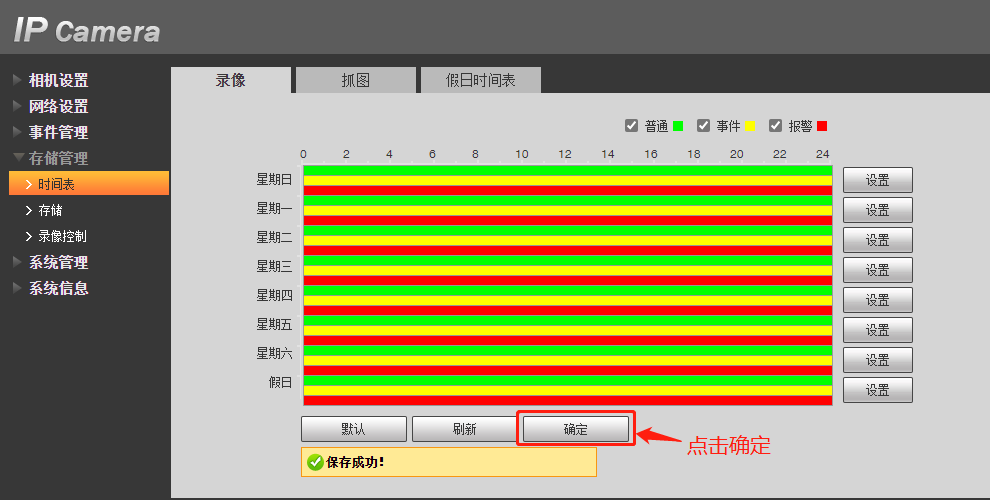 IP Camera
相机设置
网络设置
事件管理
存储管理
时间表
存储
录像控制
系统管理
系统信息
录像 抓图 假日时间表
普通 事件 报警
0 2 4 6 8 10 12 14 16 18 20 22 24
星期日 设置
星期一 设置
星期二 设置
星期三 设置
星期四 设置
星期五 设置
星期六 设置
假日 设置
默认 刷新 确定
点击确定
保存成功!